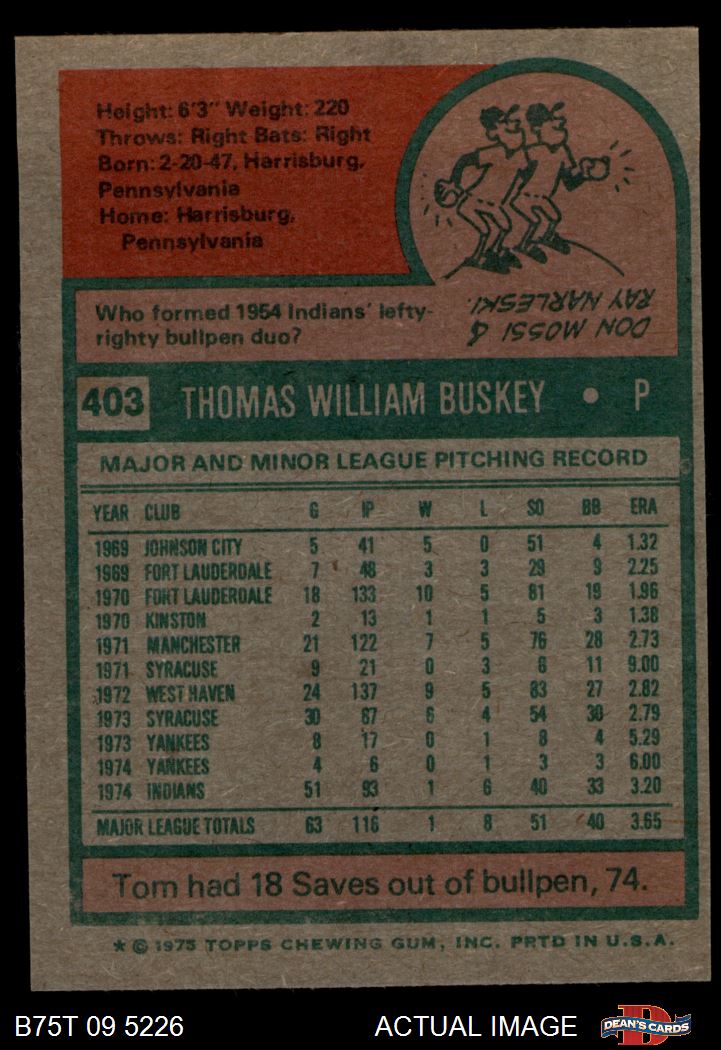 Height: 6'3" Weight: 220
Throws: Right Bats: Right
Born: 2-20-47, Harrisburg,
Pennsylvania
Home: Harrisburg,
Pennsylvania
Who formed 1954 Indians' lefty-
righty bullpen duo?
DON MOSSI &
RAY NARLESKI.
403 THOMAS WILLIAM BUSKEY • P
MAJOR AND MINOR LEAGUE PITCHING RECORD
YEAR CLUB G IP W L SO BB ERA
1969 JOHNSON CITY 5 41 5 0 51 4 1.32
1969 FORT LAUDERDALE 7 48 3 3 29 9 2.25
1970 FORT LAUDERDALE 18 133 10 5 81 19 1.96
1970 KINSTON 2 13 1 1 5 3 1.38
1971 MANCHESTER 21 122 7 5 76 28 2.73
1971 SYRACUSE 9 21 0 3 6 11 9.00
1972 WEST HAVEN 24 137 9 5 83 27 2.82
1973 SYRACUSE 30 87 6 4 54 30 2.79
1973 YANKEES 8 17 0 1 8 4 5.29
1974 YANKEES 4 6 0 1 3 3 6.00
1974 INDIANS 51 93 1 6 40 33 3.20
MAJOR LEAGUE TOTALS 63 116 1 8 51 40 3.65
Tom had 18 Saves out of bullpen, 74.
★ © 1975 TOPPS CHEWING GUM, INC. PRTD IN U.S.A.
B75T 09 5226 ACTUAL IMAGE DEAN'S CARDS